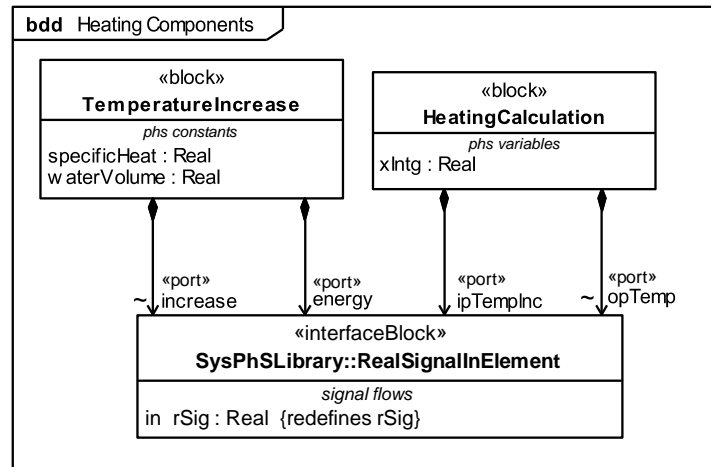 bdd Heating Components
«block»
TemperatureIncrease
phs constants
specificHeat : Real
waterVolume : Real
«block»
HeatingCalculation
phs variables
xIntg : Real
«port»
~ increase
«port»
energy
«port»
ipTempInc
«port»
~ opTemp
«interfaceBlock»
SysPhSLibrary::RealSignalInElement
signal flows
in rSig : Real {redefines rSig}